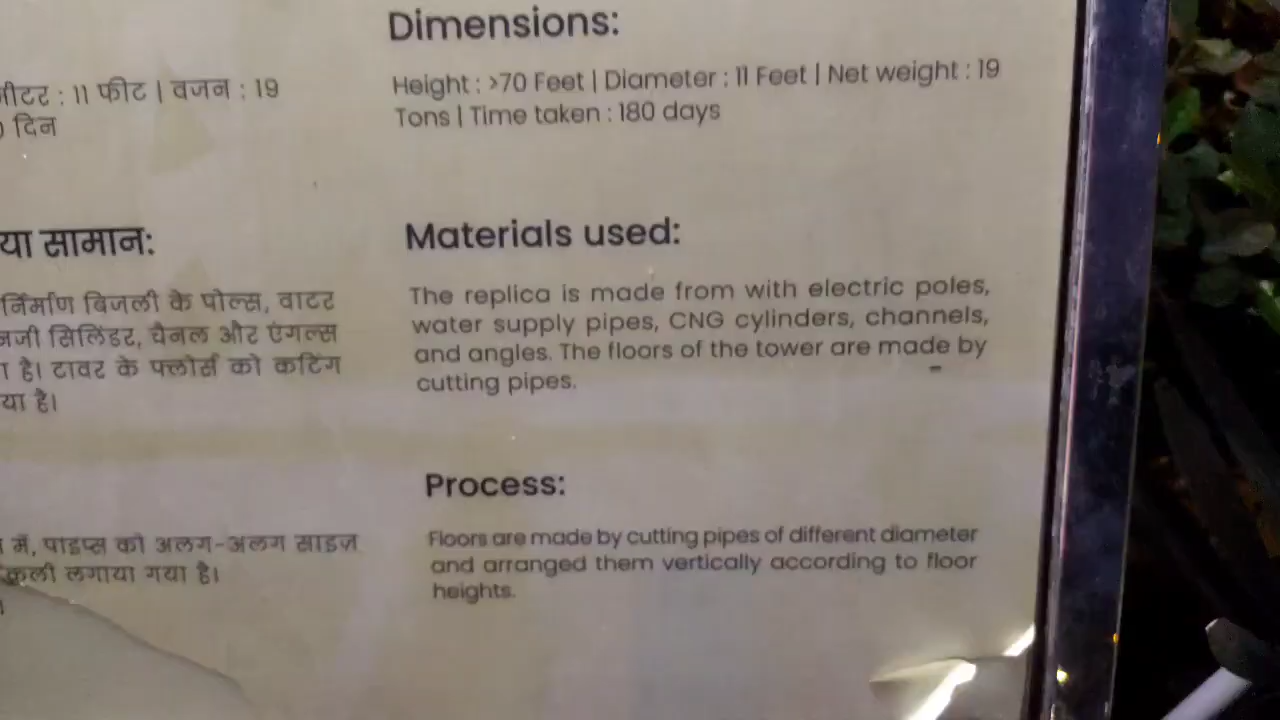 Dimensions:
Height : >70 Feet | Diameter : 11 Feet | Net weight : 19
Tons | Time taken : 180 days
Materials used:
The replica is made from with electric poles,
water supply pipes, CNG cylinders, channels,
and angles. The floors of the tower are made by
cutting pipes.
Process:
Floors are made by cutting pipes of different diameter
and arranged them vertically according to floor
heights.
: 11 फीट | वजन : 19
दिन
सामान:
निर्माण बिजली के पोल्स, वाटर
सिलिंडर, चैनल और एंगल्स
है। टावर के फ्लोर्स को कटिंग
है।
में, पाइप्स को अलग-अलग साइज़
लगाया गया है।